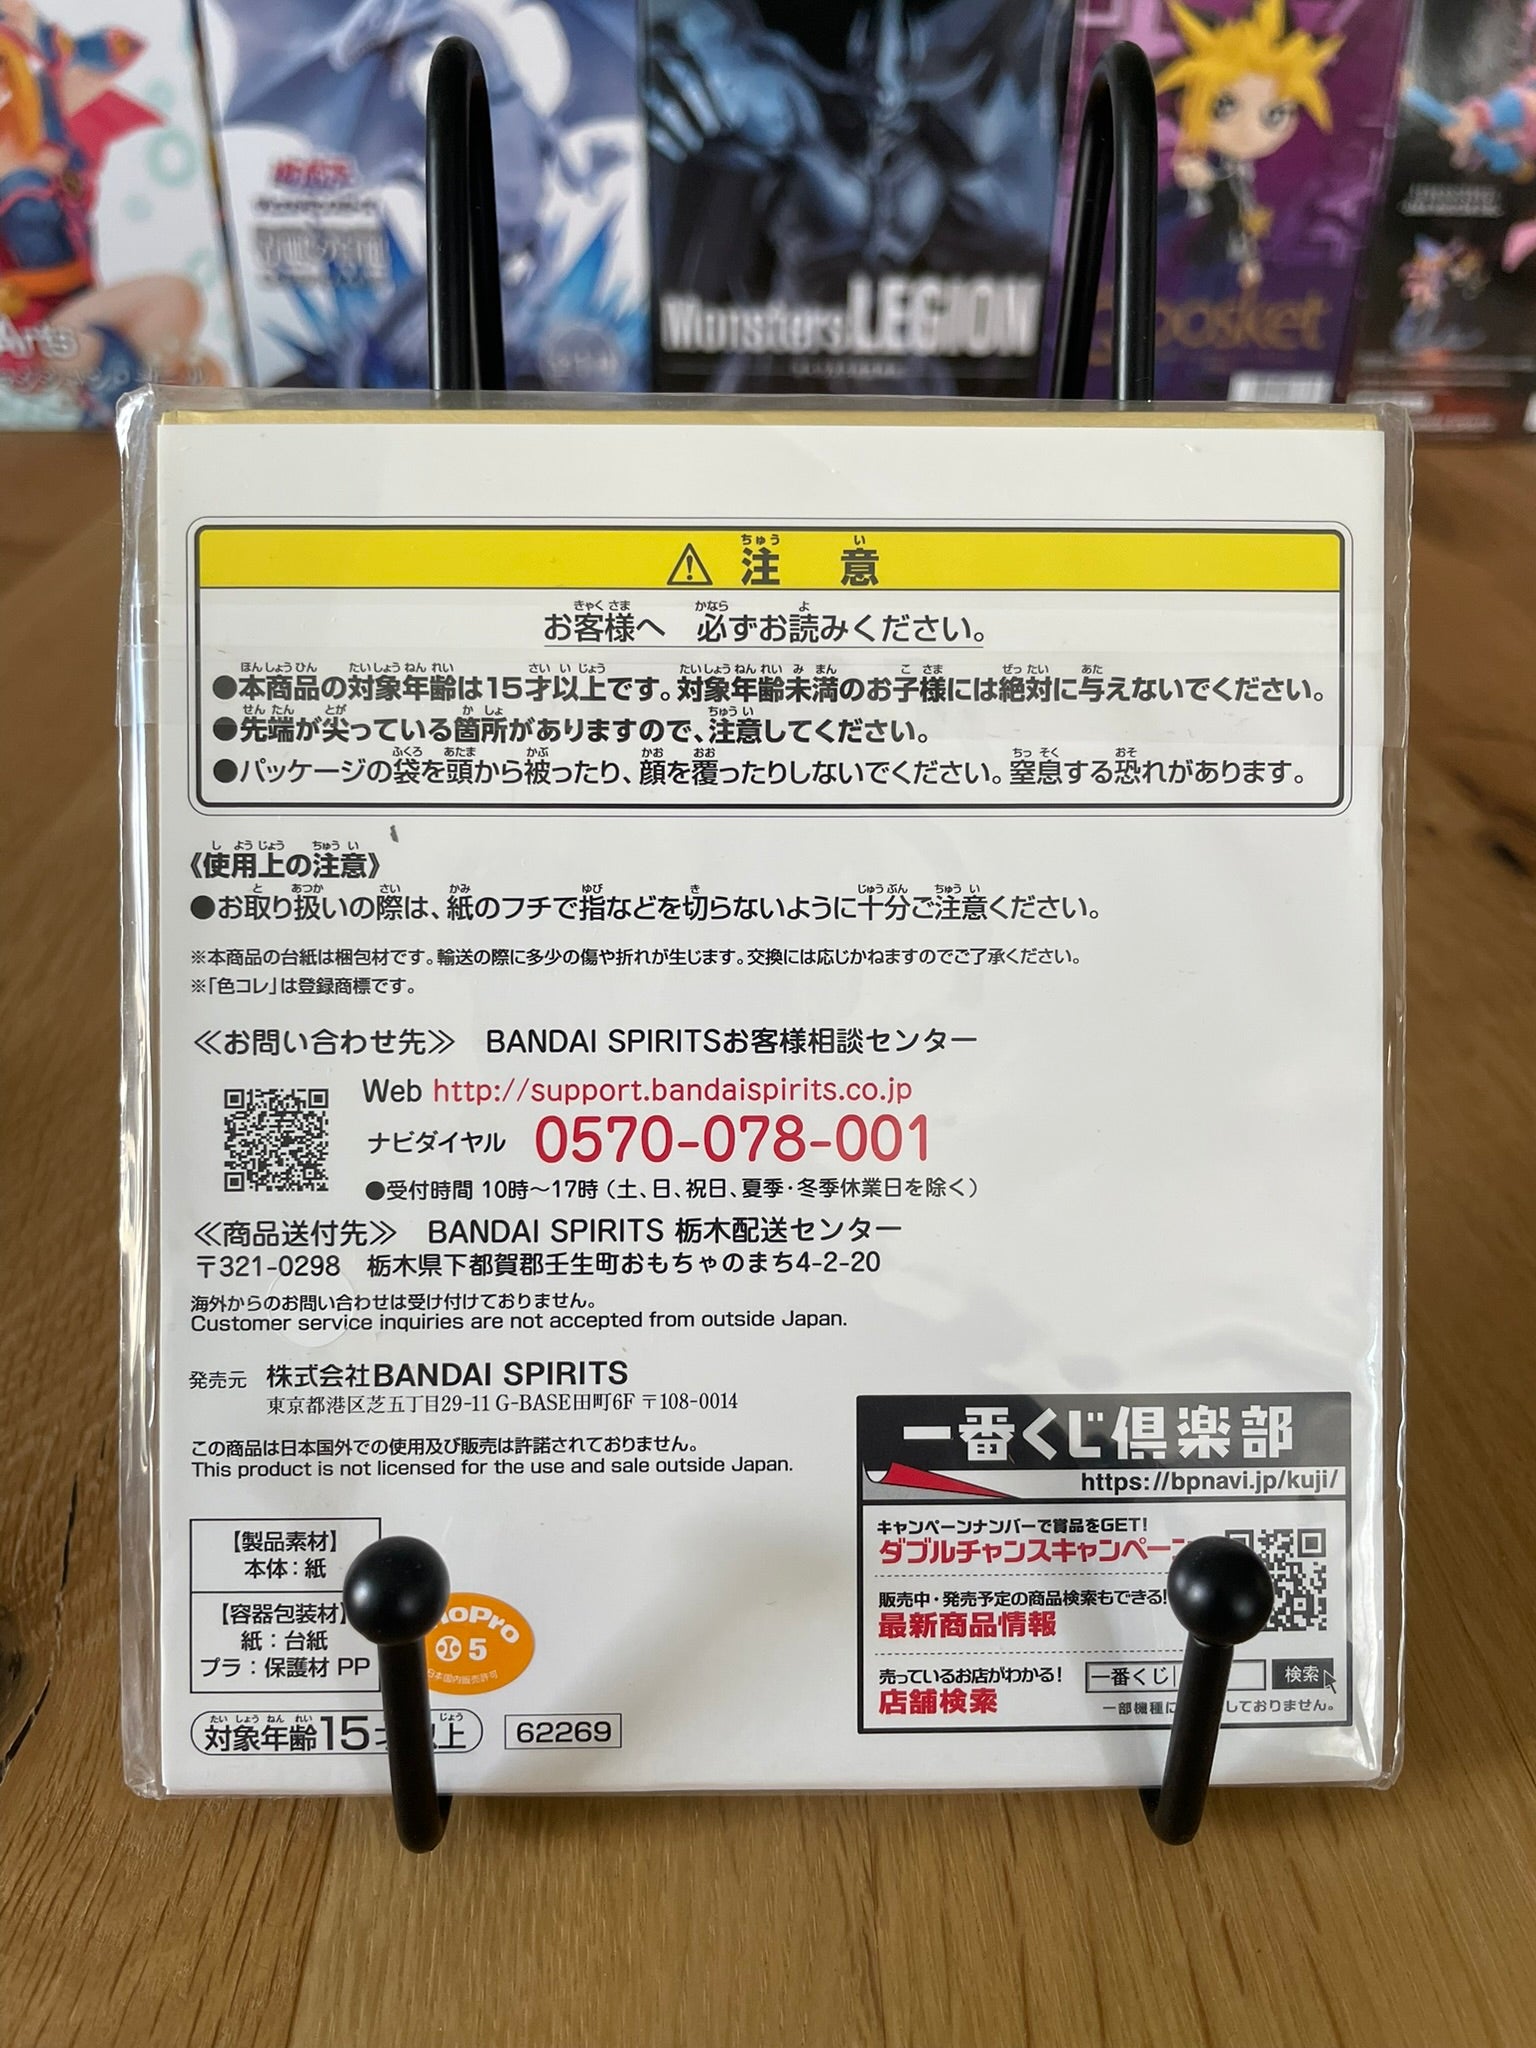 Arts
Monsters LEGION
Qposket
注意
お客様へ 必ずお読みください。
●本商品の対象年齢は15才以上です。対象年齢未満のお子様には絶対に与えないでください。
●先端が尖っている箇所がありますので、注意してください。
●パッケージの袋を頭から被ったり、顔を覆ったりしないでください。窒息する恐れがあります。
《使用上の注意》
●お取り扱いの際は、紙のフチで指などを切らないように十分ご注意ください。
※本商品の台紙は梱包材です。輸送の際に多少の傷や折れが生じます。交換には応じかねますのでご了承ください。
※「色コレ」は登録商標です。
≪お問い合わせ先≫ BANDAI SPIRITSお客様相談センター
Web http://support.bandaispirits.co.jp
ナビダイヤル 0570-078-001
●受付時間 10時〜17時（土、日、祝日、夏季・冬季休業日を除く）
≪商品送付先≫ BANDAI SPIRITS 栃木配送センター
〒321-0298 栃木県下都賀郡壬生町おもちゃのまち4-2-20
海外からのお問い合わせは受け付けておりません。
Customer service inquiries are not accepted from outside Japan.
発売元 株式会社BANDAI SPIRITS
東京都港区芝五丁目29-11 G-BASE田町6F 〒108-0014
この商品は日本国外での使用及び販売は許諾されておりません。
This product is not licensed for the use and sale outside Japan.
【製品素材】
本体：紙
【容器包装材】
紙：台紙
プラ：保護材 PP
5
日本国内販売許可
対象年齢15才以上
62269
一番くじ倶楽部
https://bpnavi.jp/kuji/
キャンペーンナンバーで賞品をGET!
ダブルチャンスキャンペーン
販売中・発売予定の商品検索もできる!
最新商品情報
売っているお店がわかる!
店舗検索
一番くじ 検索
一部機種に しておりません。